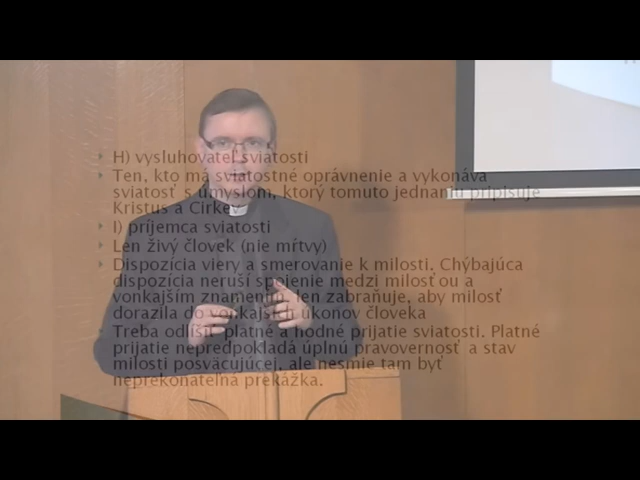 H) vysluhovateľ sviatosti
Ten, kto má sviatostné oprávnenie a vykonáva
sviatosť s úmyslom, ktorý tomuto jednaniu pripisuje
Kristus a Cirkev
I) príjemca sviatosti
Len živý človek (nie mŕtvy)
Dispozícia viery a smerovanie k milosti. Chýbajúca
dispozícia neruší spojenie medzi milosťou a
vonkajším znamením, len zabraňuje, aby milosť
dorazila do vonkajších úkonov človeka
Treba odlíšiť platné a hodné prijatie sviatosti. Platné
prijatie nepredpokladá úplnú pravovernosť a stav
milosti posväcujúcej, ale nesmie tam byť
neprekonateľná prekážka.